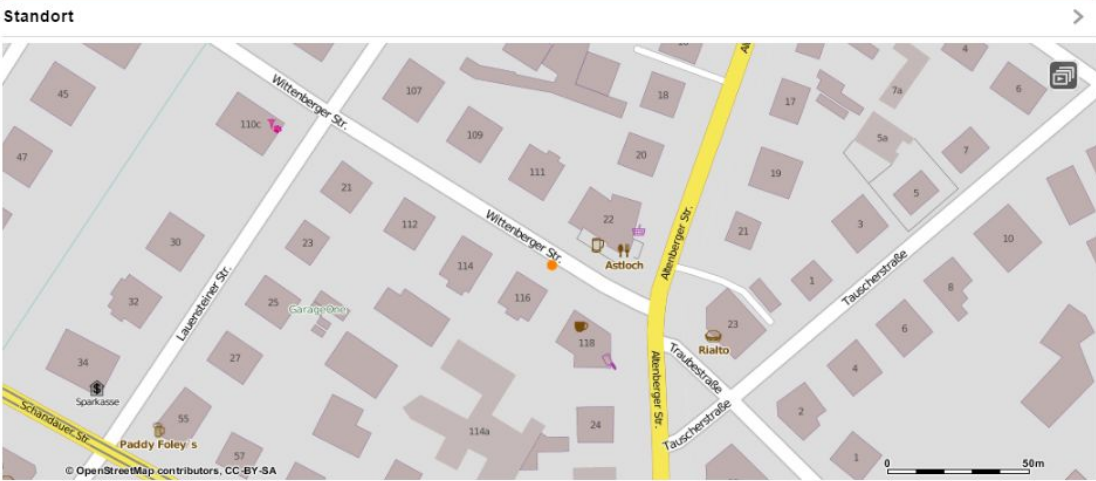 Standort
45
47
110c
107
109
111
Wittenberger Str.
18
20
22
Altenberger Str.
17
19
21
7a
5a
4
6
7
5
3
1
10
8
6
4
2
1
Tauscherstraße
21
23
25
27
112
114
116
118
Wittenberger Str.
Astloch
GarageOne
30
32
34
Lauensteiner Str.
Sparkasse
Schandauer Str.
Paddy Foley's
55
57
114a
24
Altenberger Str.
23
Rialto
Traubestraße
Tauscherstraße
© OpenStreetMap contributors, CC-BY-SA
0
50m